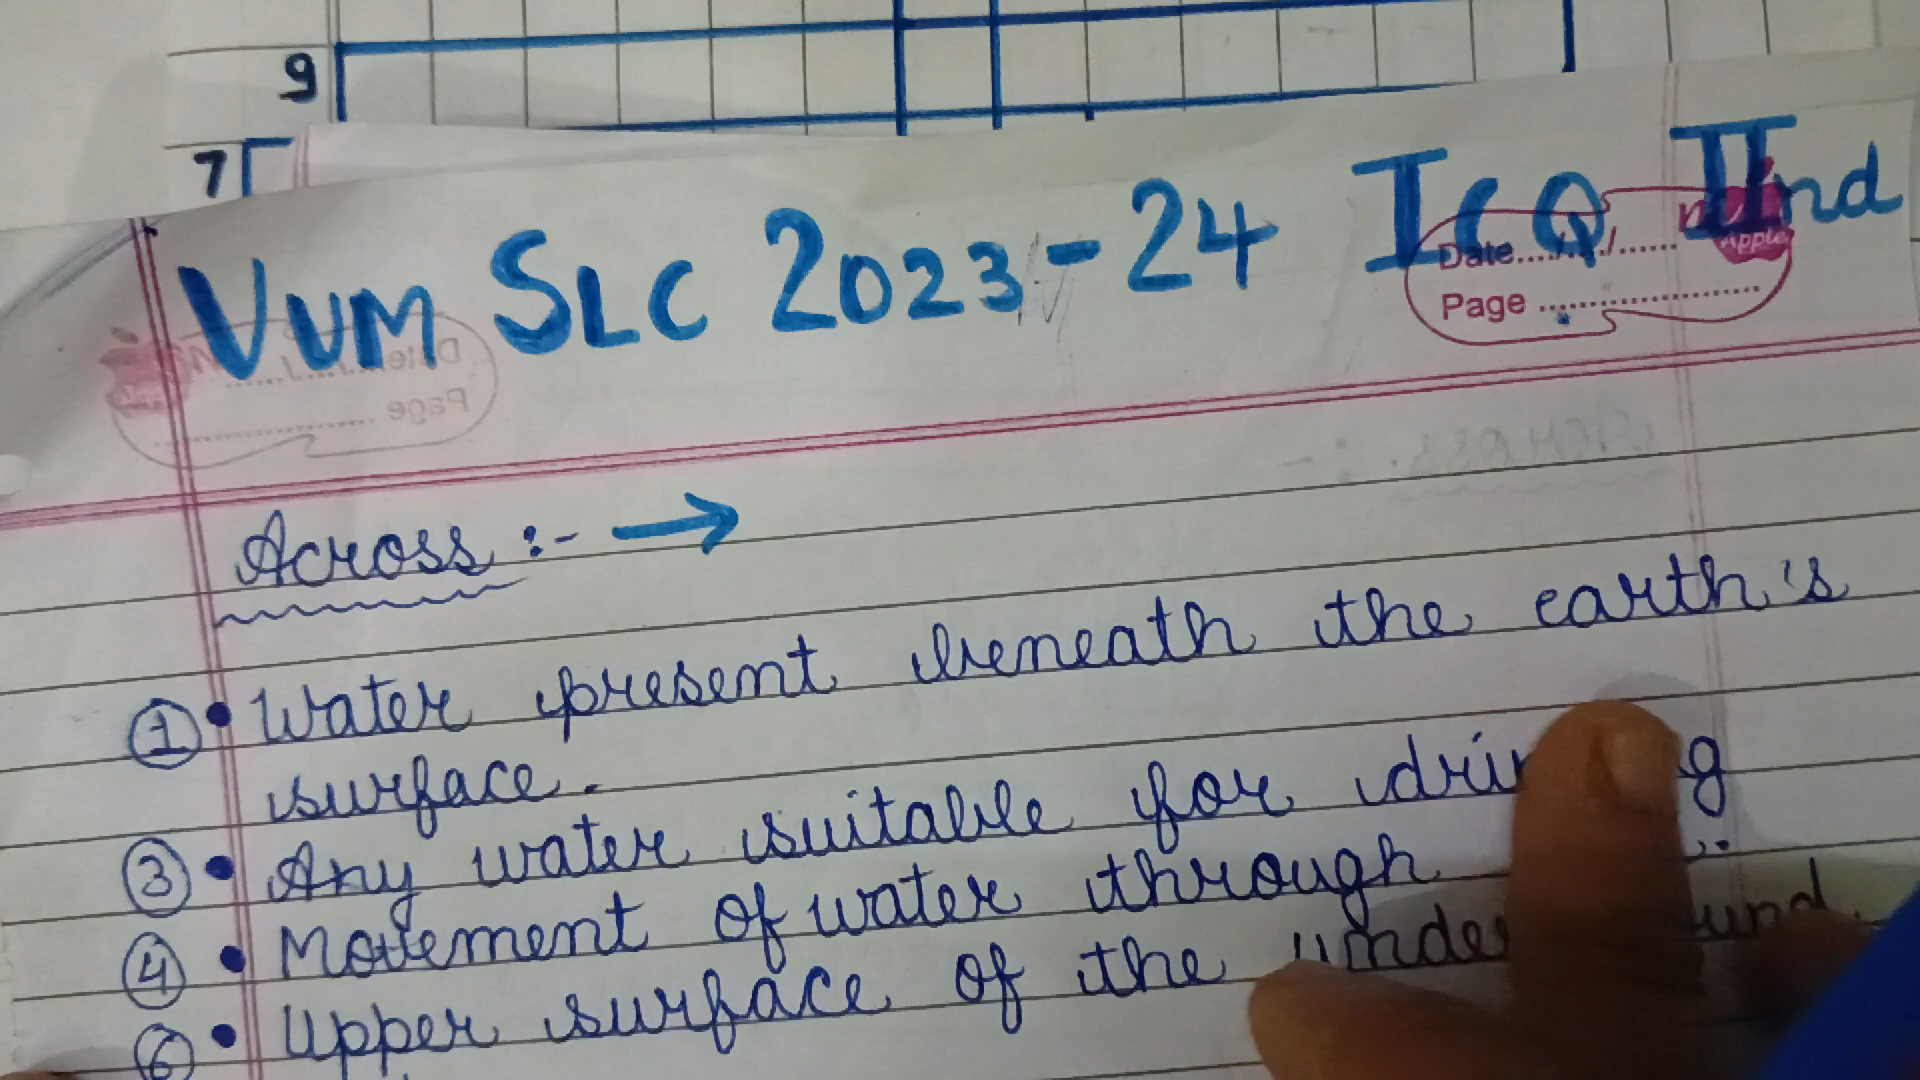 9
7
VUM SLC 2023-24 ICQ IInd
Date..../..../......
Apple
Page ....................
Across :- →
① • Water present beneath the earth's
surface.
③ • Any water suitable for
④ • Movement of water through
⑥ • Upper surface of the